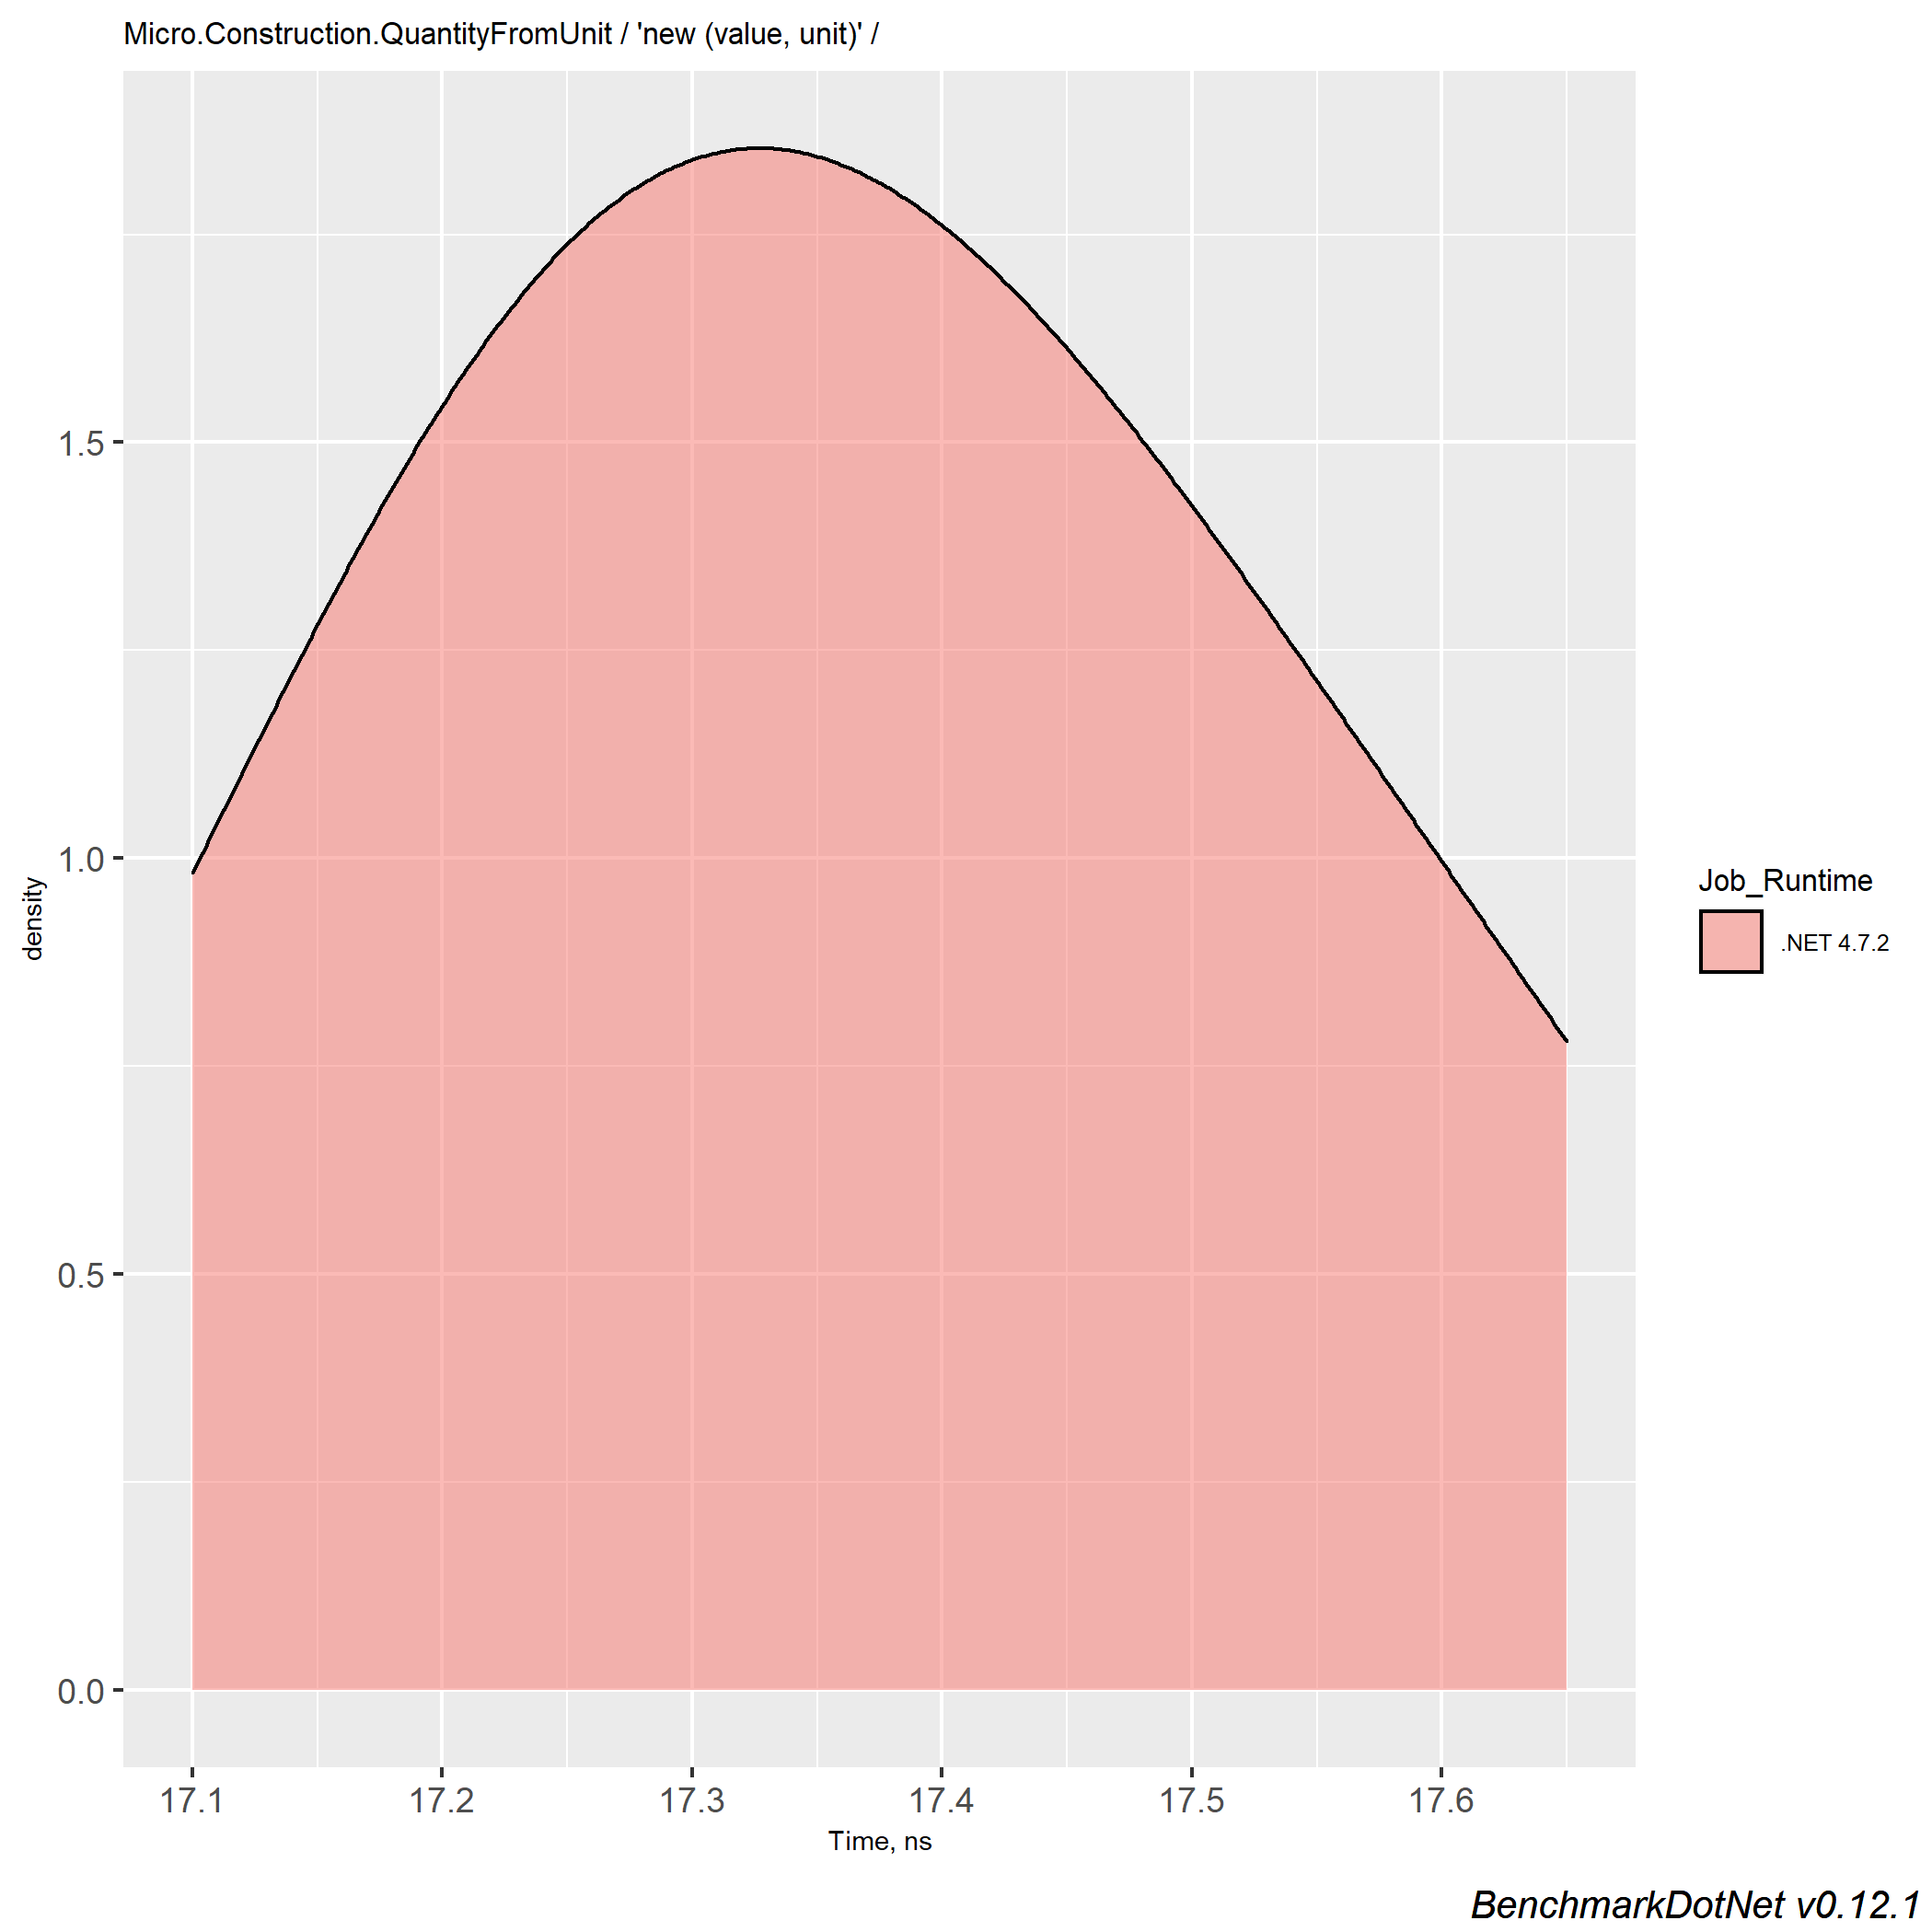 Micro.Construction.QuantityFromUnit / 'new (value, unit)' /
1.5
1.0
0.5
0.0
density
17.1 17.2 17.3 17.4 17.5 17.6
Time, ns
Job_Runtime
.NET 4.7.2
BenchmarkDotNet v0.12.1